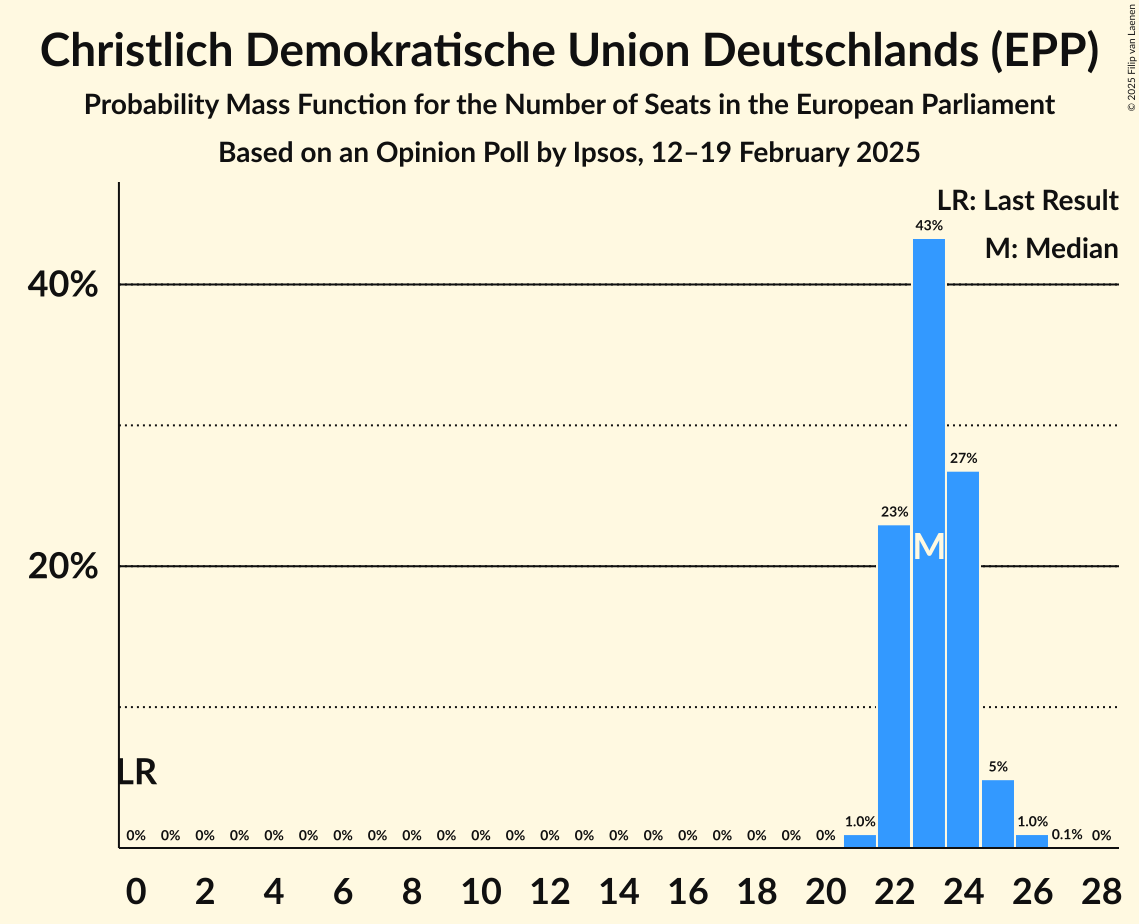 Christlich Demokratische Union Deutschlands (EPP)
Probability Mass Function for the Number of Seats in the European Parliament
Based on an Opinion Poll by Ipsos, 12–19 February 2025
© 2025 Filip van Laenen
LR: Last Result
M: Median
43%
40%
27%
23%
M
20%
5%
LR
1.0% 1.0%
0% 0% 0% 0% 0% 0% 0% 0% 0% 0% 0% 0% 0% 0% 0% 0% 0% 0% 0% 0% 0% 0.1% 0%
0 2 4 6 8 10 12 14 16 18 20 22 24 26 28